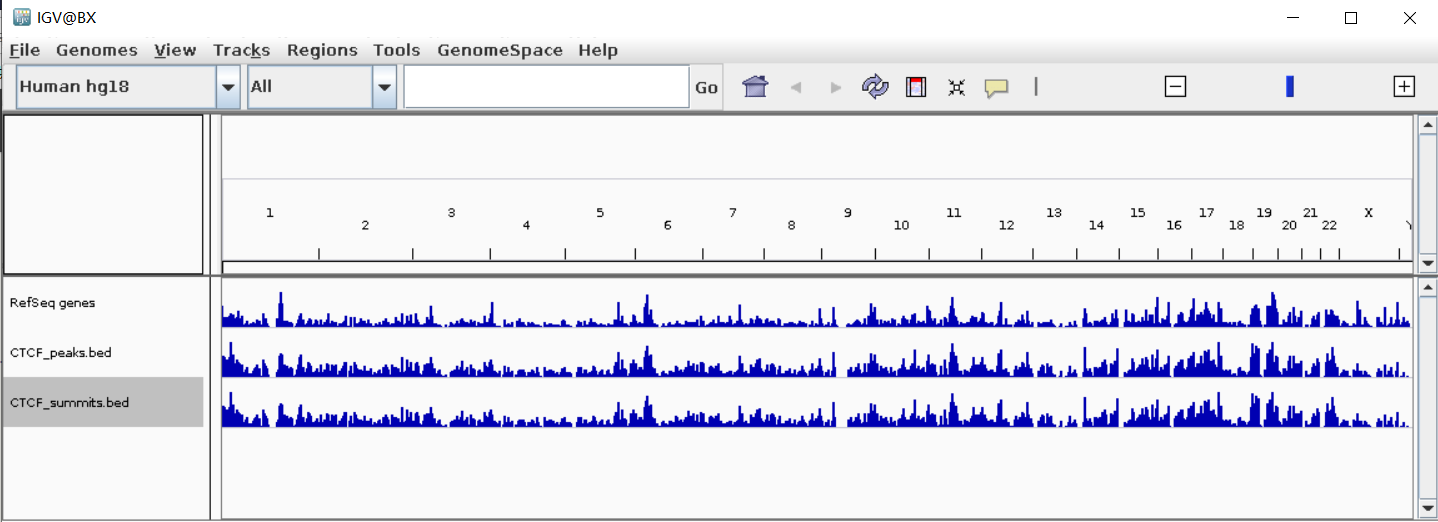 IGV@BX
File Genomes View Tracks Regions Tools GenomeSpace Help
Human hg18 All Go
1 2 3 4 5 6 7 8 9 10 11 12 13 14 15 16 17 18 19 20 21 22 X Y
RefSeq genes
CTCF_peaks.bed
CTCF_summits.bed